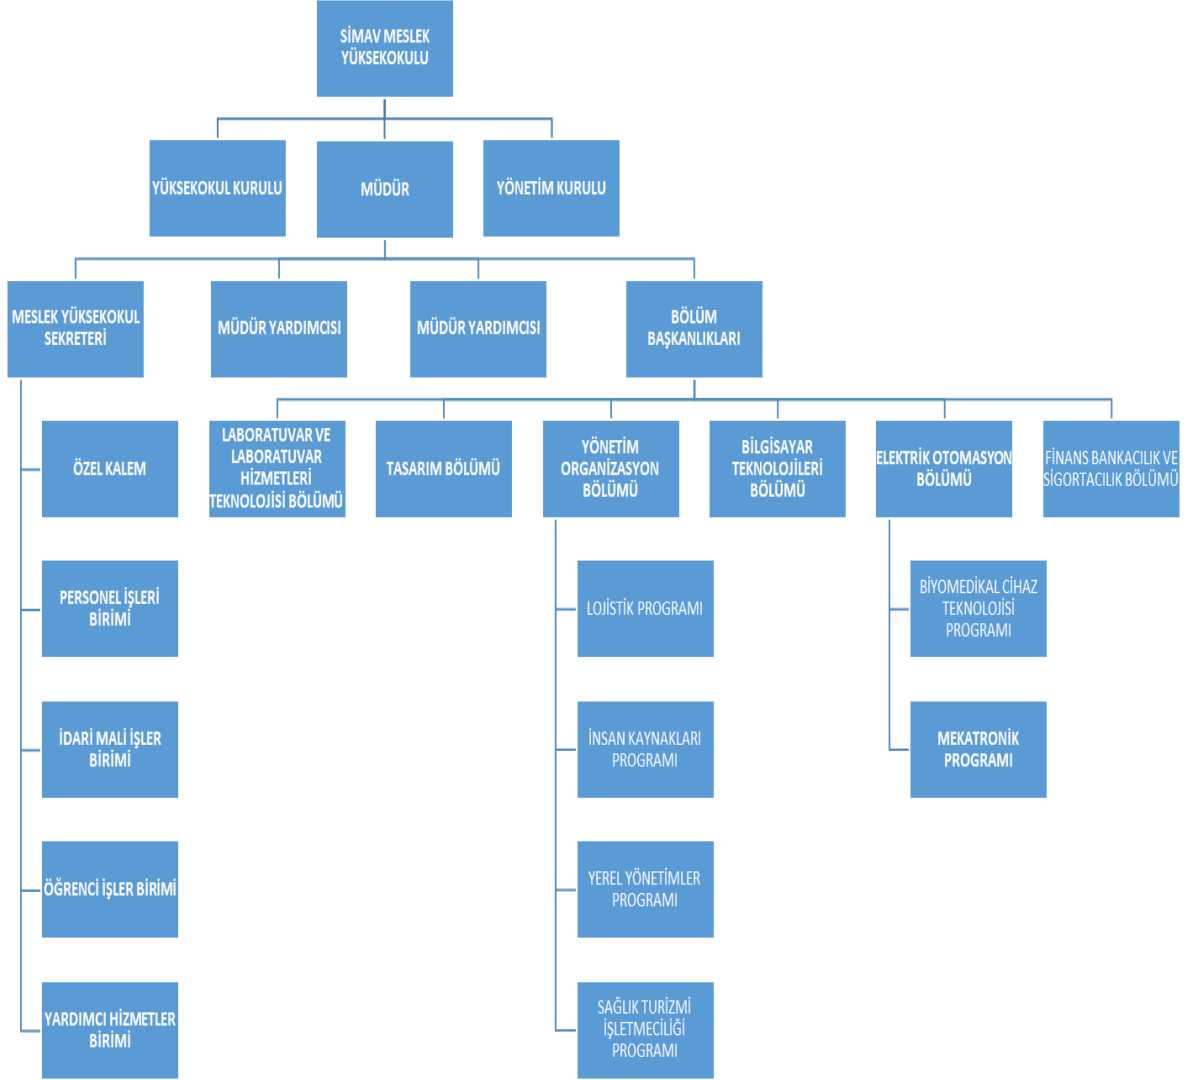 SİMAV MESLEK
YÜKSEKOKULU
YÜKSEKOKUL KURULU
MÜDÜR
YÖNETİM KURULU
MESLEK YÜKSEKOKUL
SEKRETERİ
MÜDÜR YARDIMCISI
MÜDÜR YARDIMCISI
BÖLÜM
BAŞKANLIKLARI
ÖZEL KALEM
LABORATUVAR VE
LABORATUVAR
HİZMETLERİ
TEKNOLOJİSİ BÖLÜMÜ
TASARIM BÖLÜMÜ
YÖNETİM
ORGANİZASYON
BÖLÜMÜ
BİLGİSAYAR
TEKNOLOJİLERİ
BÖLÜMÜ
ELEKTRİK OTOMASYON
BÖLÜMÜ
FİNANS BANKACILIK VE
SİGORTACILIK BÖLÜMÜ
PERSONEL İŞLERİ
BİRİMİ
LOJİSTİK PROGRAMI
BİYOMEDİKAL CİHAZ
TEKNOLOJİSİ
PROGRAMI
İDARİ MALİ İŞLER
BİRİMİ
İNSAN KAYNAKLARI
PROGRAMI
MEKATRONİK
PROGRAMI
ÖĞRENCİ İŞLER BİRİMİ
YEREL YÖNETİMLER
PROGRAMI
YARDIMCI HİZMETLER
BİRİMİ
SAĞLIK TURİZMİ
İŞLETMECİLİĞİ
PROGRAMI